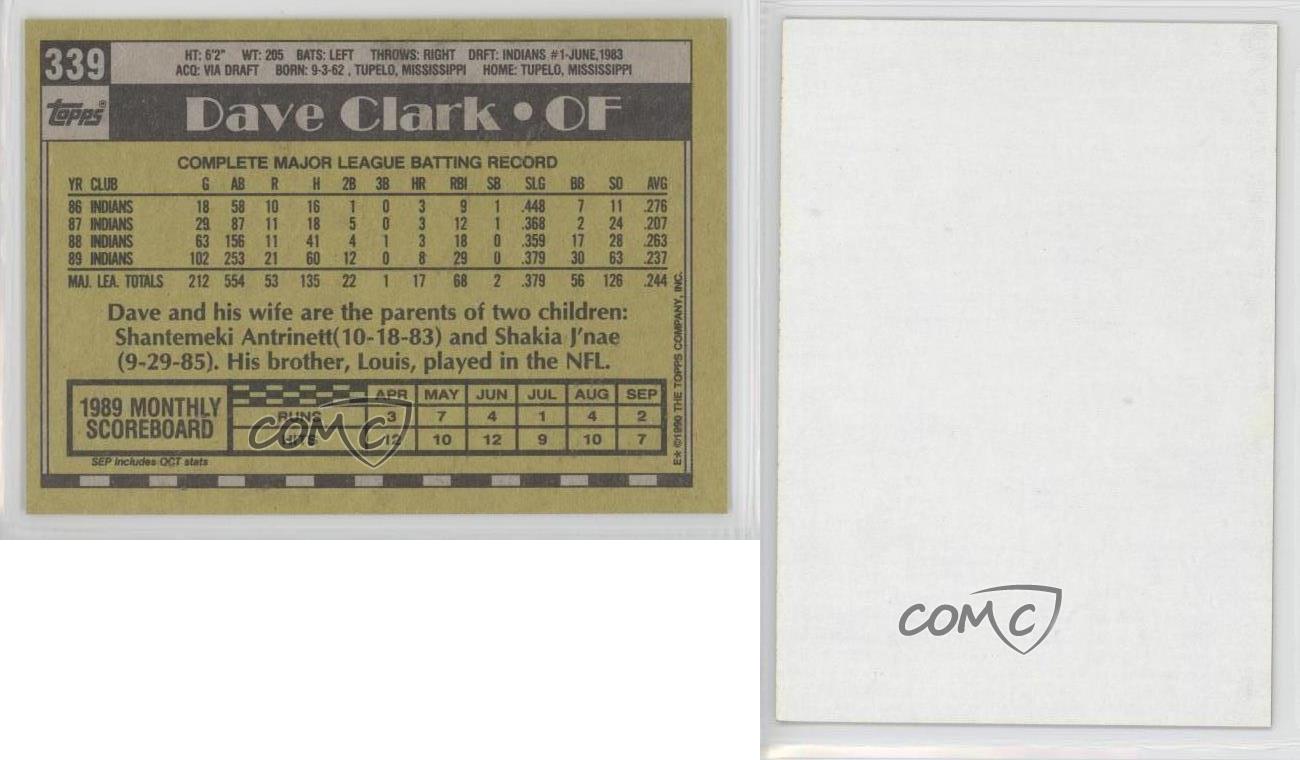 339
HT: 6'2" WT: 205 BATS: LEFT THROWS: RIGHT DRFT: INDIANS #1-JUNE,1983
ACQ: VIA DRAFT BORN: 9-3-62 , TUPELO, MISSISSIPPI HOME: TUPELO, MISSISSIPPI
topps®
Dave Clark • OF
COMPLETE MAJOR LEAGUE BATTING RECORD
YR CLUB G AB R H 2B 3B HR RBI SB SLG BB SO AVG
86 INDIANS 18 58 10 16 1 0 3 9 1 .448 7 11 .276
87 INDIANS 29 87 11 18 5 0 3 12 1 .368 2 24 .207
88 INDIANS 63 156 11 41 4 1 3 18 0 .359 17 28 .263
89 INDIANS 102 253 21 60 12 0 8 29 0 .379 30 63 .237
MAJ. LEA. TOTALS 212 554 53 135 22 1 17 68 2 .379 56 126 .244
Dave and his wife are the parents of two children:
Shantemeki Antrinett(10-18-83) and Shakia J'nae
(9-29-85). His brother, Louis, played in the NFL.
1989 MONTHLY
SCOREBOARD
APR MAY JUN JUL AUG SEP
RUNS 3 7 4 1 4 2
HITS 12 10 12 9 10 7
SEP includes OCT stats
E* ©1990 THE TOPPS COMPANY, INC.
COMC
COMC